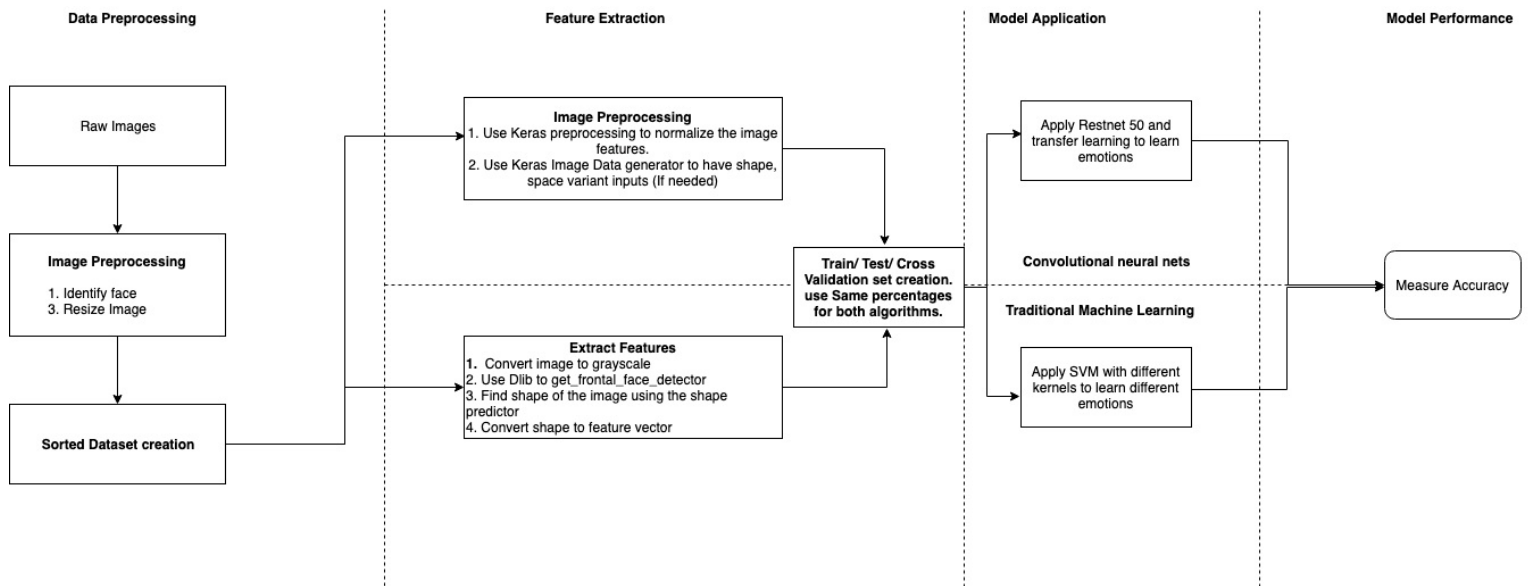 Data Preprocessing
Feature Extraction
Model Application
Model Performance
Raw Images
Image Preprocessing
1. Identify face
3. Resize Image
Sorted Dataset creation
Image Preprocessing
1. Use Keras preprocessing to normalize the image
features.
2. Use Keras Image Data generator to have shape,
space variant inputs (If needed)
Extract Features
1. Convert image to grayscale
2. Use Dlib to get_frontal_face_detector
3. Find shape of the image using the shape
predictor
4. Convert shape to feature vector
Train/ Test/ Cross
Validation set creation.
use Same percentages
for both algorithms.
Apply Restnet 50 and
transfer learning to learn
emotions
Convolutional neural nets
Traditional Machine Learning
Apply SVM with different
kernels to learn different
emotions
Measure Accuracy